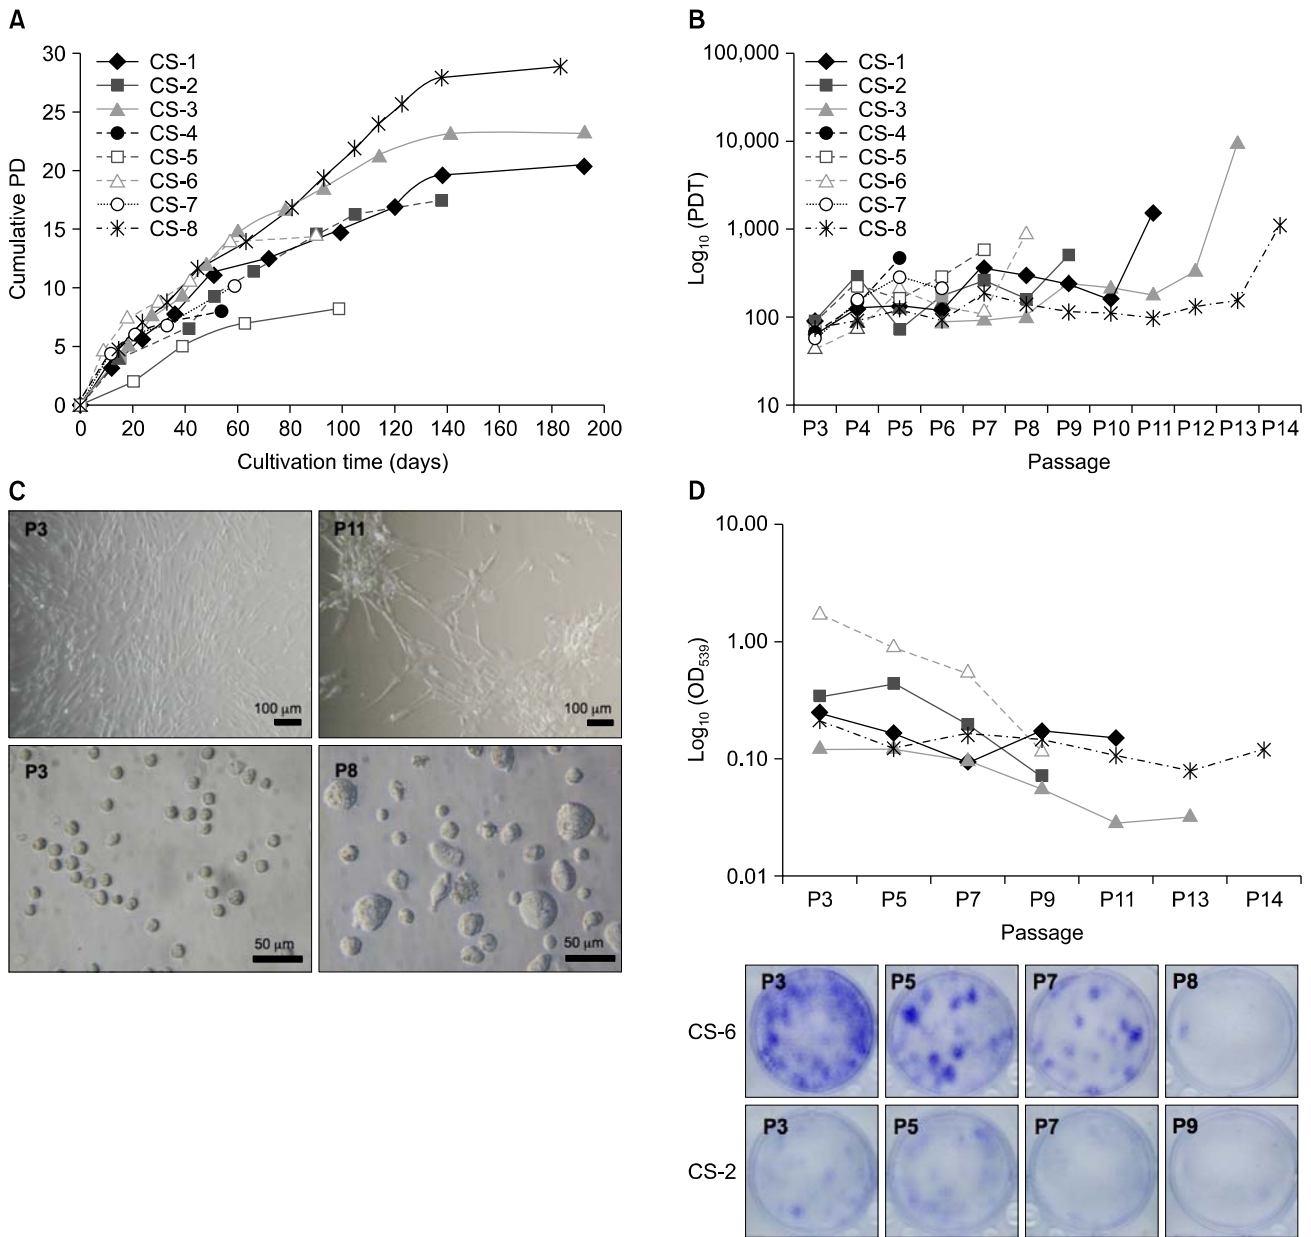 A
30
25
20
15
10
5
0
Cumulative PD
CS-1
CS-2
CS-3
CS-4
CS-5
CS-6
CS-7
CS-8
0 20 40 60 80 100 120 140 160 180 200
Cultivation time (days)
B
100,000
10,000
1,000
100
10
Log10 (PDT)
CS-1
CS-2
CS-3
CS-4
CS-5
CS-6
CS-7
CS-8
P3 P4 P5 P6 P7 P8 P9 P10 P11 P12 P13 P14
Passage
C
P3
100 μm
P11
100 μm
P3
50 μm
P8
50 μm
D
10.00
1.00
0.10
0.01
Log10 (OD539)
P3 P5 P7 P9 P11 P13 P14
Passage
CS-6
P3 P5 P7 P8
CS-2
P3 P5 P7 P9